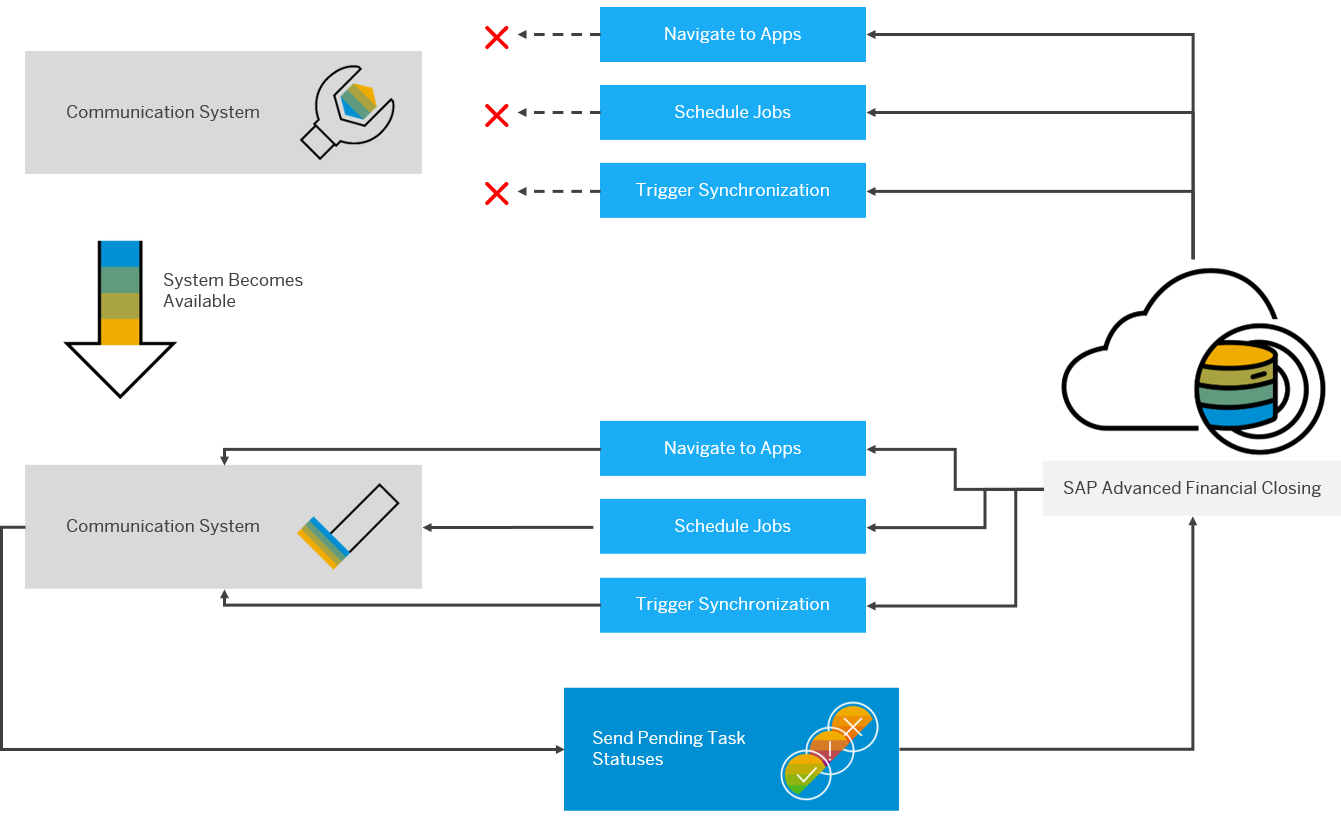 Navigate to Apps
Communication System
Schedule Jobs
Trigger Synchronization
System Becomes
Available
Navigate to Apps
SAP Advanced Financial Closing
Communication System
Schedule Jobs
Trigger Synchronization
Send Pending Task
Statuses